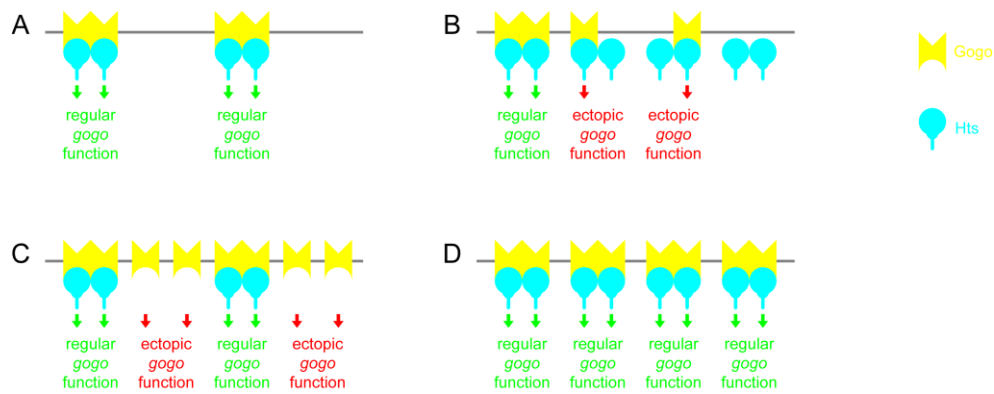 A
B
regular regular
gogo gogo
function function
regular ectopic ectopic
gogo gogo gogo
function function function
Gogo
Hts
C
D
regular ectopic regular ectopic
gogo gogo gogo gogo
function function function function
regular regular regular regular
gogo gogo gogo gogo
function function function function